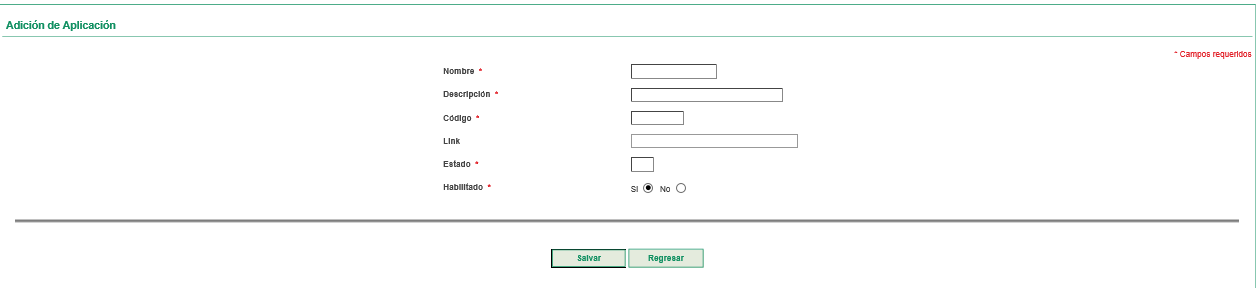 Adición de Aplicación
* Campos requeridos
Nombre *
Descripción *
Código *
Link
Estado *
Habilitado *
Si No
Salvar Regresar